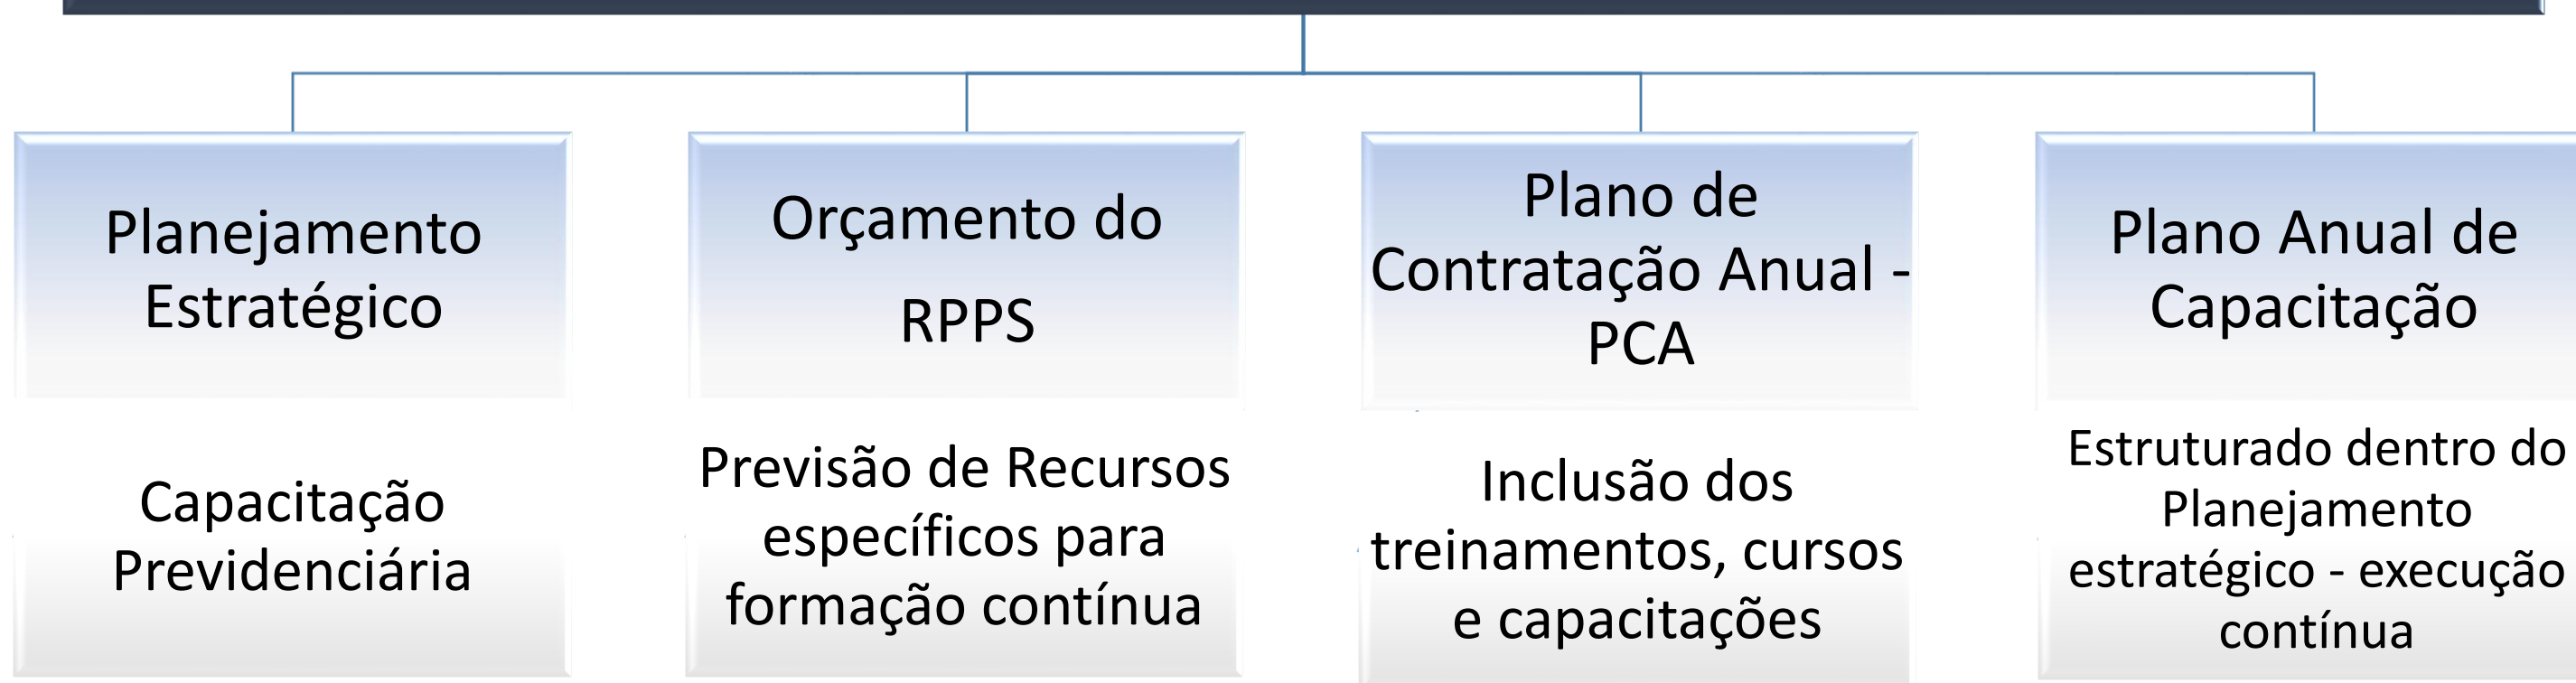 Planejamento
Estratégico
Capacitação
Previdenciária
Orçamento do
RPPS
Previsão de Recursos
específicos para
formação contínua
Plano de
Contratação Anual -
PCA
Inclusão dos
treinamentos, cursos
e capacitações
Plano Anual de
Capacitação
Estruturado dentro do
Planejamento
estratégico - execução
contínua